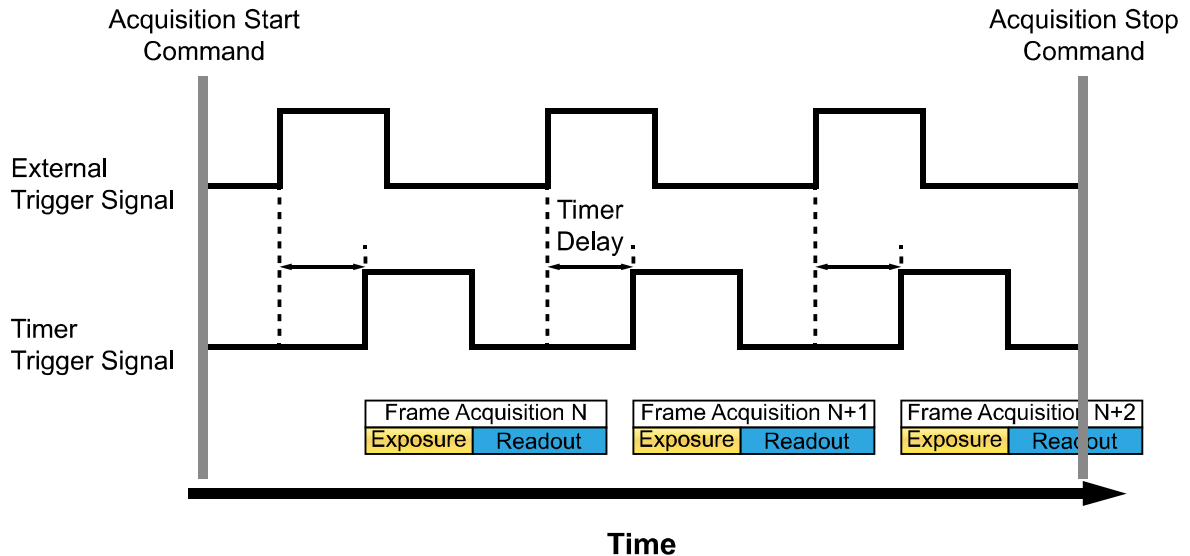 Acquisition Start
Command
Acquisition Stop
Command
External
Trigger Signal
Timer
Delay
Timer
Trigger Signal
Frame Acquisition N
Frame Acquisition N+1
Frame Acquisition N+2
Exposure
Readout
Exposure
Readout
Exposure
Readout
Time